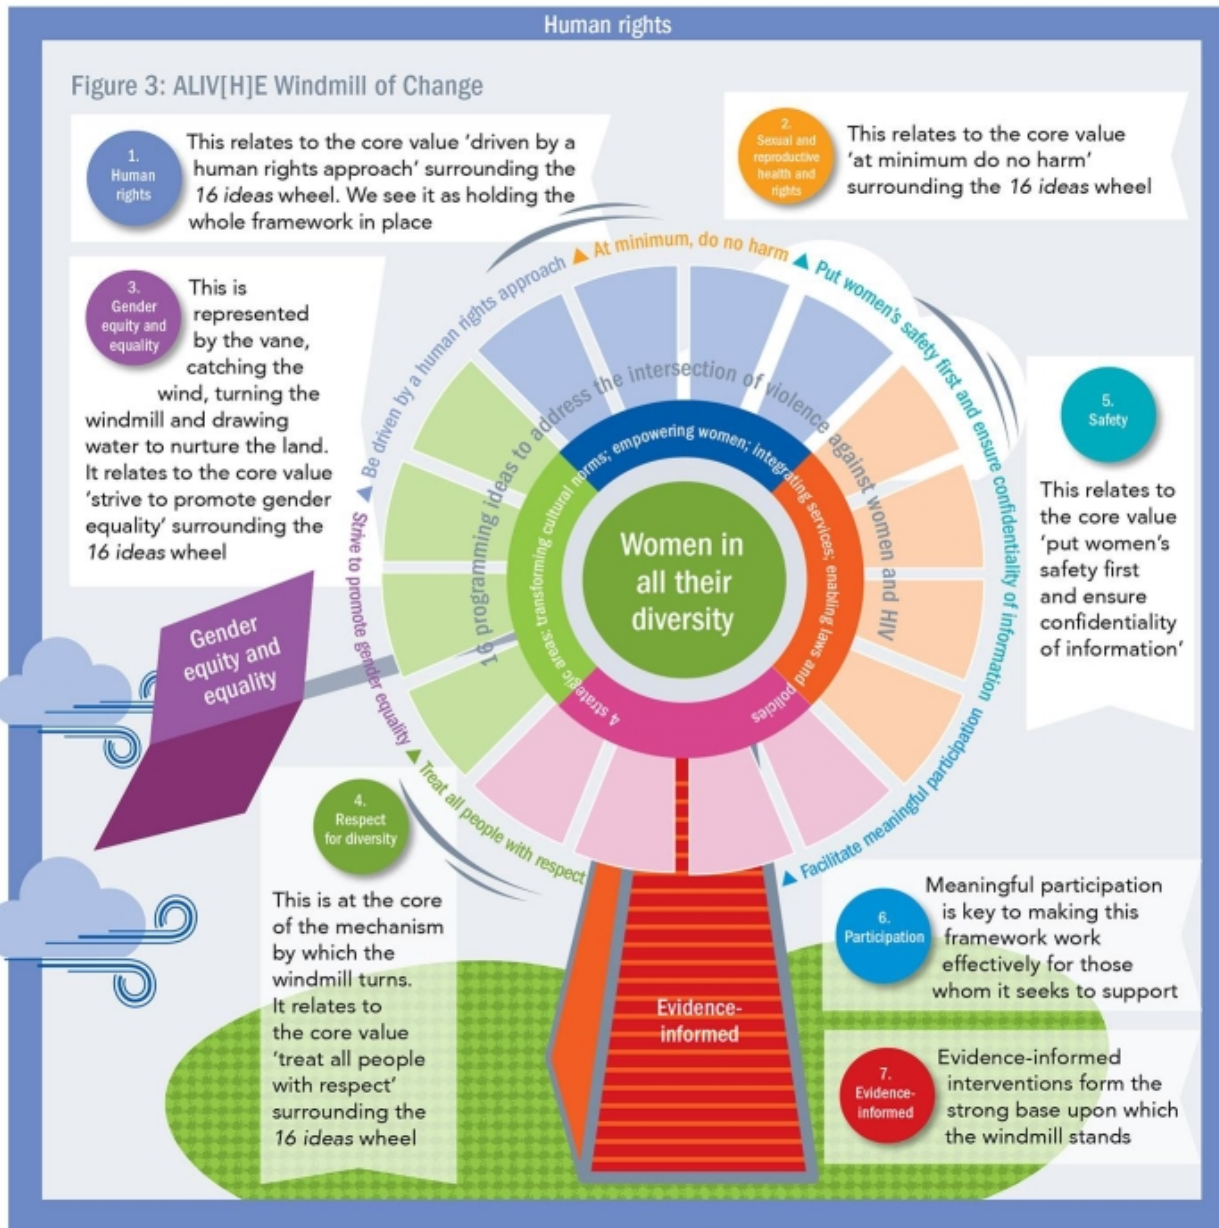 Human rights
Figure 3: ALIV[H]E Windmill of Change
1.
Human
rights
This relates to the core value ‘driven by a
human rights approach’ surrounding the
16 ideas wheel. We see it as holding the
whole framework in place
2.
Sexual and
reproductive
health and
rights
This relates to the core value
‘at minimum do no harm’
surrounding the 16 ideas wheel
3.
Gender
equity and
equality
This is
represented
by the vane,
catching the
wind, turning the
windmill and drawing
water to nurture the land.
It relates to the core value
‘strive to promote gender
equality’ surrounding the
16 ideas wheel
Be driven by a human rights approach
At minimum, do no harm
Put women's safety first and ensure confidentiality of information
Facilitate meaningful participation
Treat all people with respect
Strive to promote gender equality
16 programming ideas to address the intersection of violence against women and HIV
4 strategic areas: transforming cultural norms; empowering women; integrating services; enabling laws and policies
Women in
all their
diversity
5.
Safety
This relates to
the core value
‘put women’s
safety first
and ensure
confidentiality
of information’
Gender
equity and
equality
4.
Respect
for diversity
This is at the core
of the mechanism
by which the
windmill turns.
It relates to
the core value
‘treat all people
with respect’
surrounding the
16 ideas wheel
Evidence-
informed
6.
Participation
Meaningful participation
is key to making this
framework work
effectively for those
whom it seeks to support
7.
Evidence-
informed
Evidence-informed
interventions form the
strong base upon which
the windmill stands